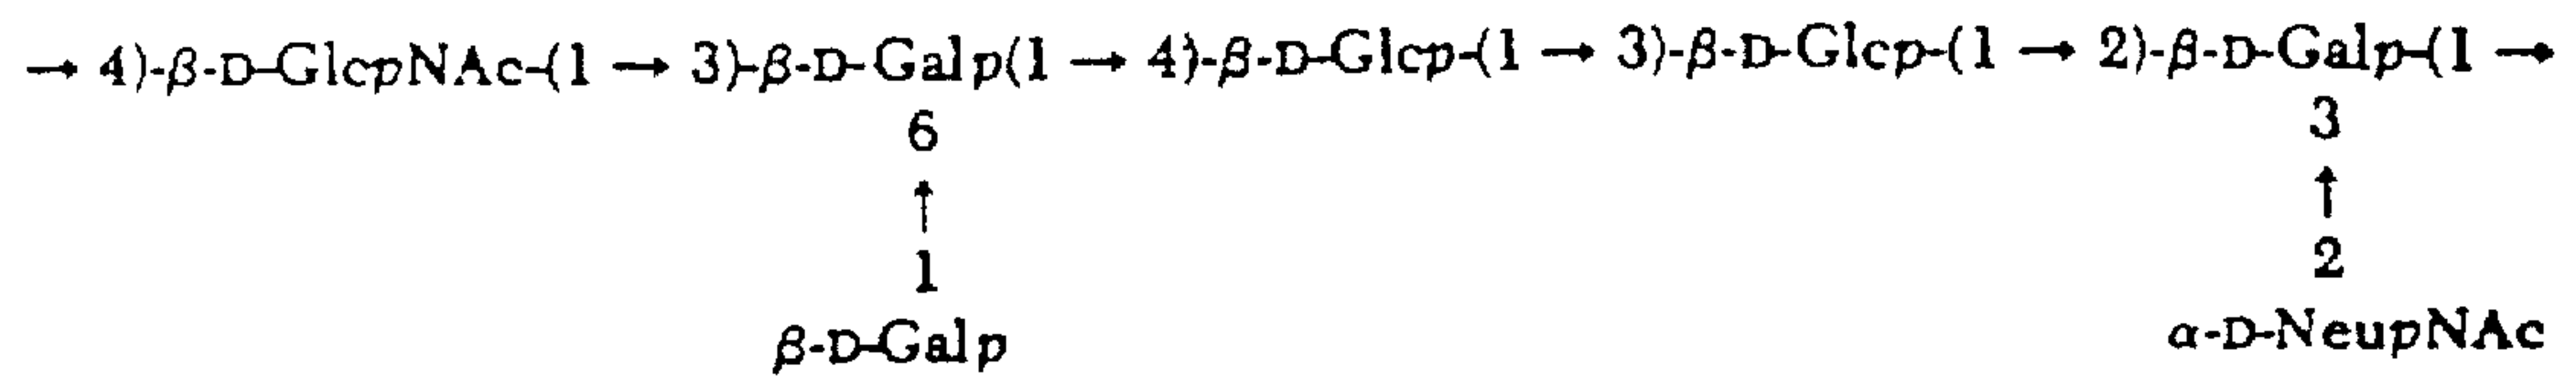 → 4)-β-D-GlcpNAc-(1 → 3)-β-D-Galp(1 → 4)-β-D-Glcp-(1 → 3)-β-D-Glcp-(1 → 2)-β-D-Galp-(1 →
6 3
↑ ↑
1 2
β-D-Galp α-D-NeupNAc